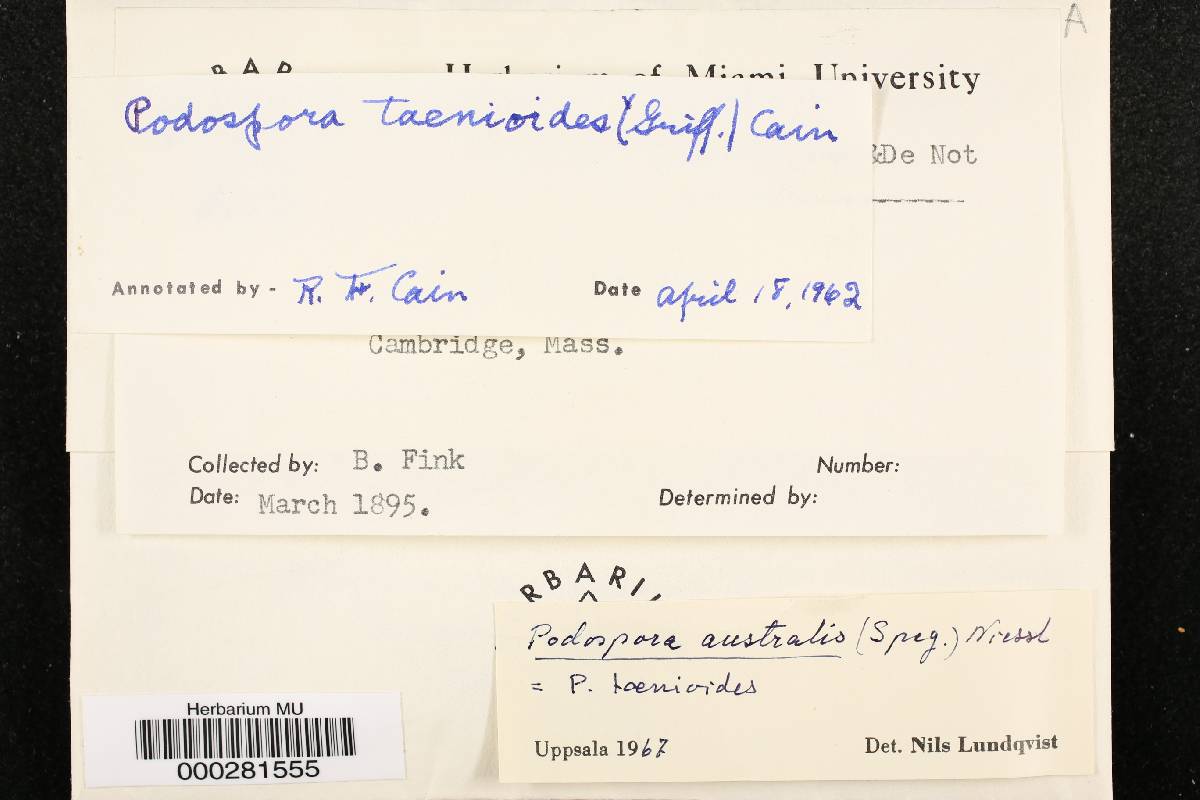 A
Herbarium of Miami University
Podospora taenioides (Griff.) Cain
&De Not
Annotated by - R. F. Cain Date april 18, 1962
Cambridge, Mass.
Collected by: B. Fink Number:
Date: March 1895. Determined by:
RBARI
Podospora australis (Speg.) Niessl
= P. taenioides
Uppsala 1967 Det. Nils Lundqvist
Herbarium MU
000281555